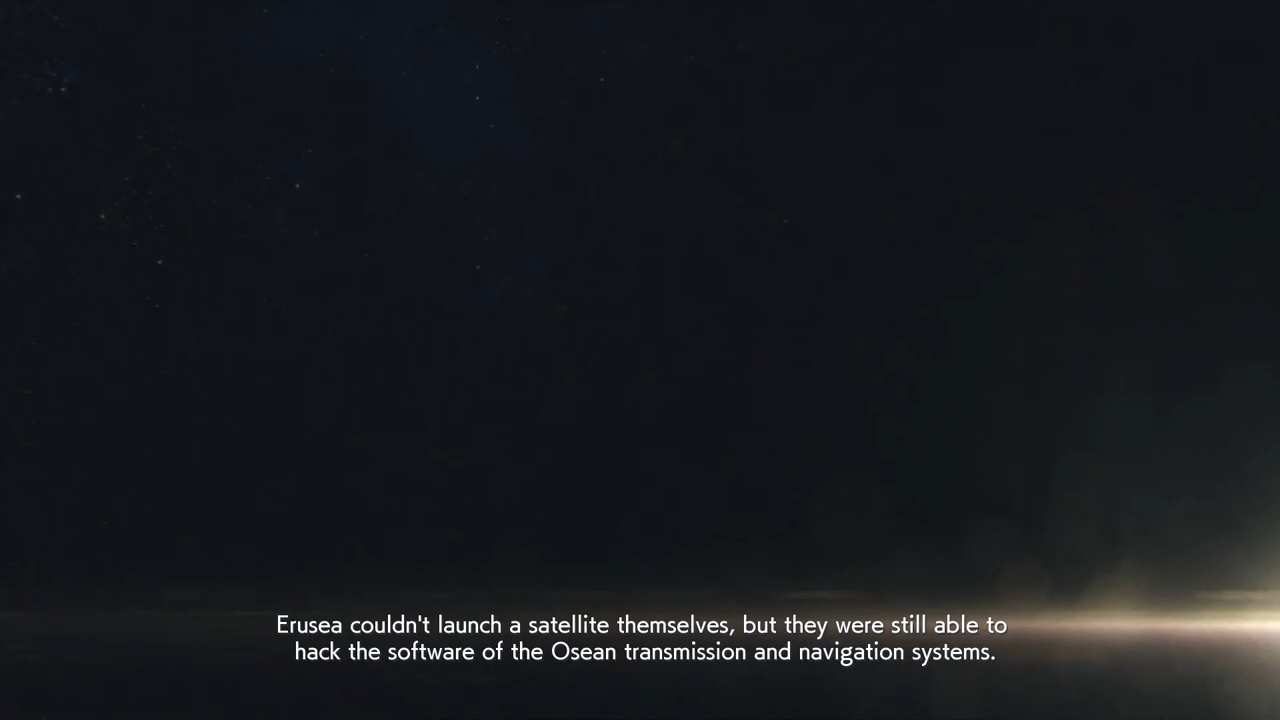 Erusea couldn't launch a satellite themselves, but they were still able to
hack the software of the Osean transmission and navigation systems.